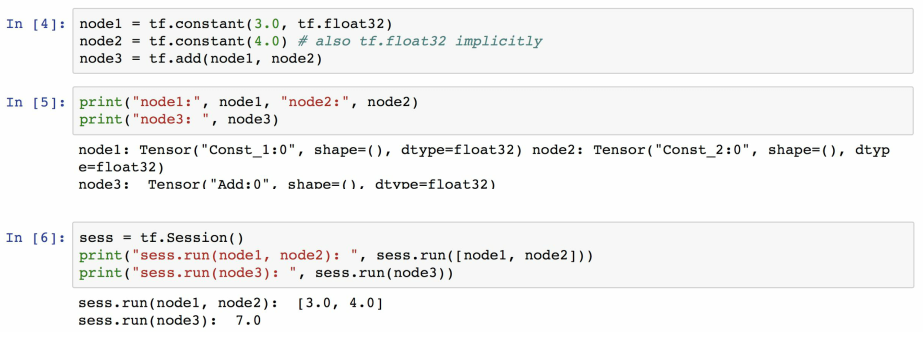 In [4]: node1 = tf.constant(3.0, tf.float32)
node2 = tf.constant(4.0) # also tf.float32 implicitly
node3 = tf.add(node1, node2)
In [5]: print("node1:", node1, "node2:", node2)
print("node3: ", node3)
node1: Tensor("Const_1:0", shape=(), dtype=float32) node2: Tensor("Const_2:0", shape=(), dtyp
e=float32)
node3:  Tensor("Add:0", shape=(), dtype=float32)
In [6]: sess = tf.Session()
print("sess.run(node1, node2): ", sess.run([node1, node2]))
print("sess.run(node3): ", sess.run(node3))
sess.run(node1, node2):  [3.0, 4.0]
sess.run(node3):  7.0